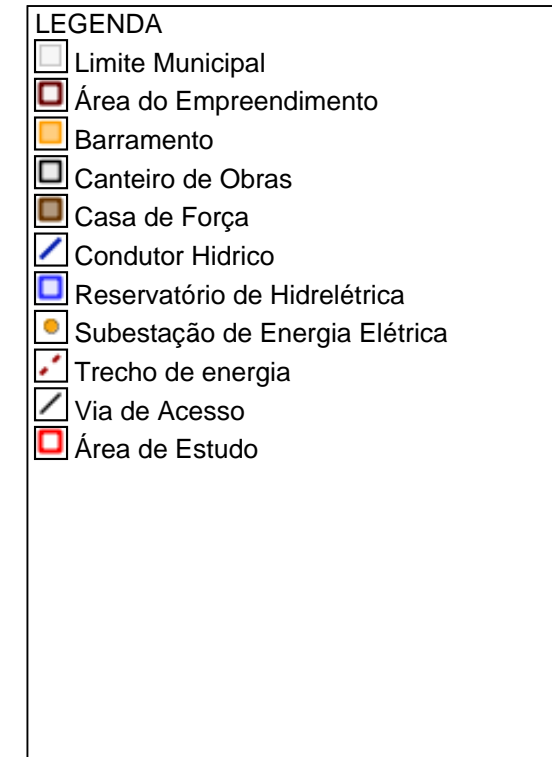 LEGENDA
Limite Municipal
Área do Empreendimento
Barramento
Canteiro de Obras
Casa de Força
Condutor Hidrico
Reservatório de Hidrelétrica
Subestação de Energia Elétrica
Trecho de energia
Via de Acesso
Área de Estudo